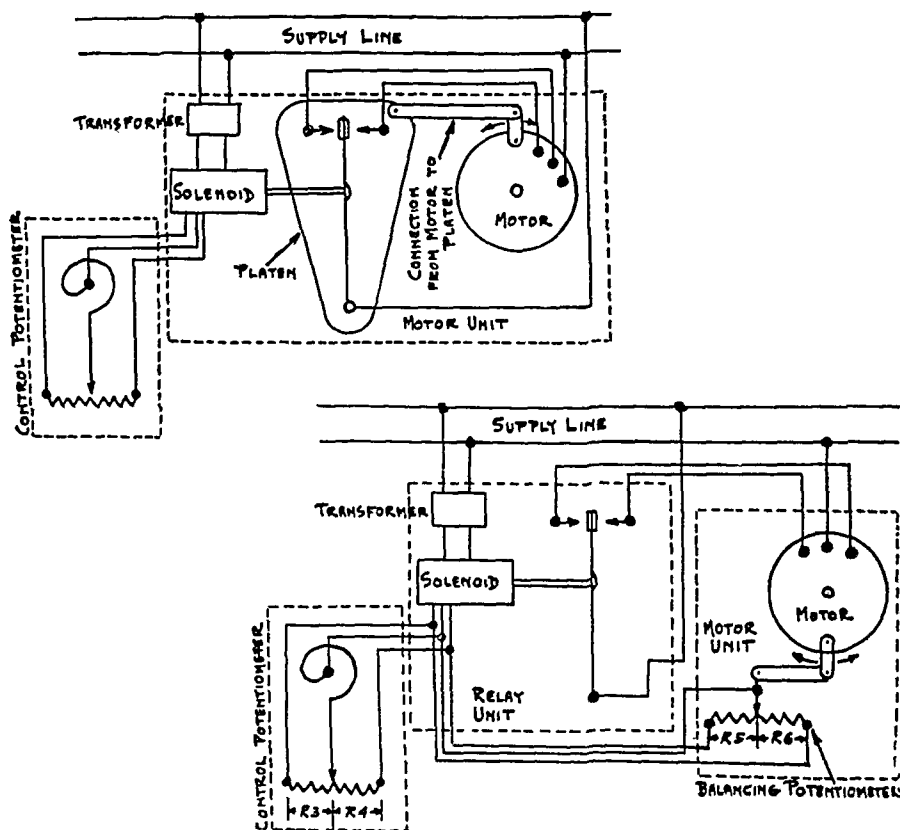 SUPPLY LINE
TRANSFORMER
SOLENOID
CONTROL POTENTIOMETER
PLATEN
CONNECTION
FROM MOTOR TO
PLATEN
MOTOR
MOTOR UNIT
SUPPLY LINE
TRANSFORMER
SOLENOID
CONTROL POTENTIOMETER
R3
R4
RELAY
UNIT
MOTOR
MOTOR
UNIT
R5
R6
BALANCING POTENTIOMETER